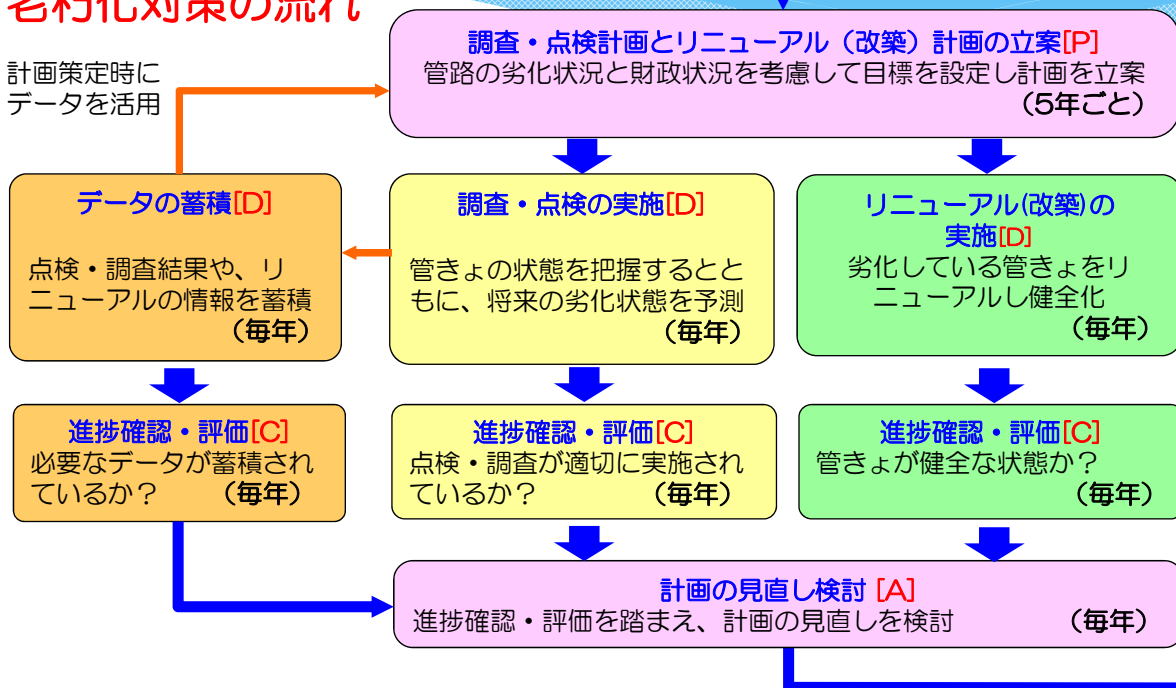 老朽化対策の流れ
計画策定時に
データを活用
調査・点検計画とリニューアル（改築）計画の立案[P]
管路の劣化状況と財政状況を考慮して目標を設定し計画を立案
（5年ごと）
データの蓄積[D]
点検・調査結果や、リ
ニューアルの情報を蓄積
（毎年）
調査・点検の実施[D]
管きょの状態を把握するとと
もに、将来の劣化状態を予測
（毎年）
リニューアル(改築)の
実施[D]
劣化している管きょをリ
ニューアルし健全化
（毎年）
進捗確認・評価[C]
必要なデータが蓄積され
ているか？ （毎年）
進捗確認・評価[C]
点検・調査が適切に実施され
ているか？ （毎年）
進捗確認・評価[C]
管きょが健全な状態か？
（毎年）
計画の見直し検討 [A]
進捗確認・評価を踏まえ、計画の見直しを検討 （毎年）